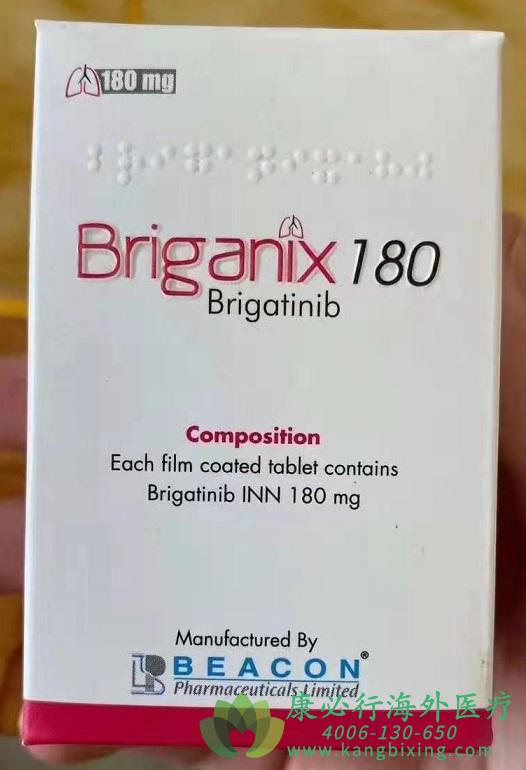 180 mg
Briganix 180
Brigatinib
Composition
Each film coated tablet contains
Brigatinib INN 180 mg
Manufactured By
BEACON®
Pharmaceuticals Limited
康必行海外医疗
4006-130-650
www.kangbixing.com